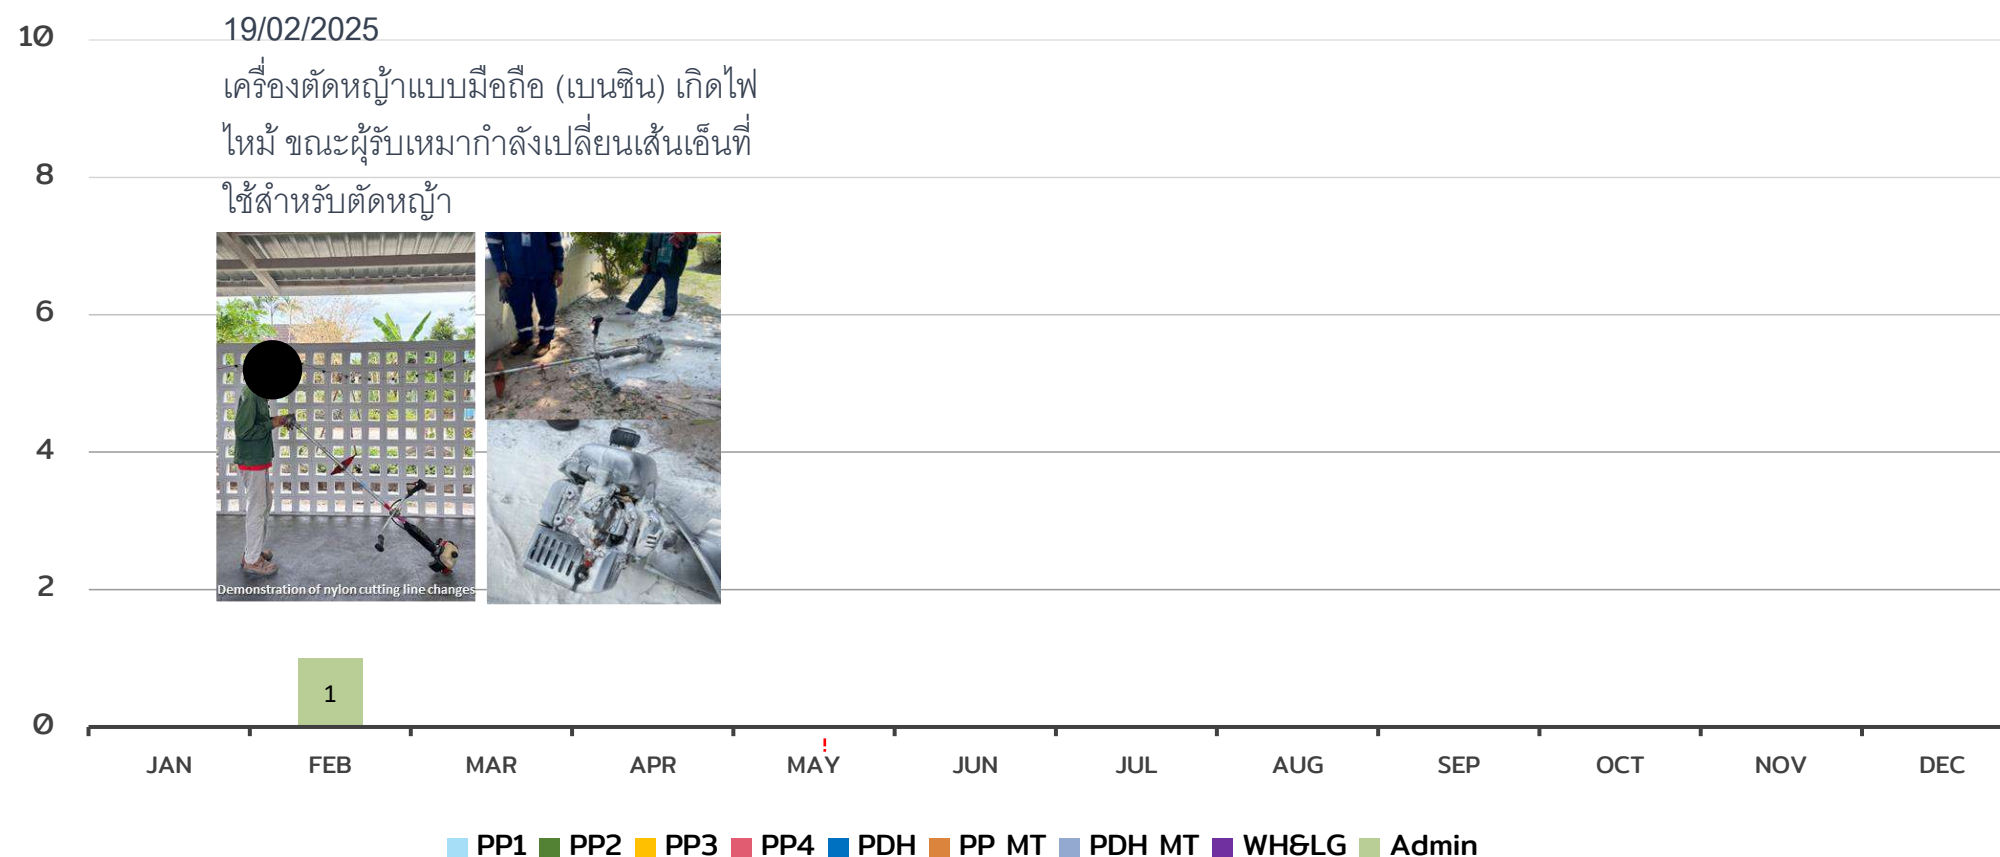 19/02/2025
เครื่องตัดหญ้าแบบมือถือ (เบนซิน) เกิดไฟ
ไหม้ ขณะผุ้รับเหมากำลังเปลี่ยนเส้นเอ็นที่
ใช้สำหรับตัดหญ้า
10
8
6
4
2
0
Demonstration of nylon cutting line changes
1
!
JAN FEB MAR APR MAY JUN JUL AUG SEP OCT NOV DEC
PP1 PP2 PP3 PP4 PDH PP MT PDH MT WH&LG Admin